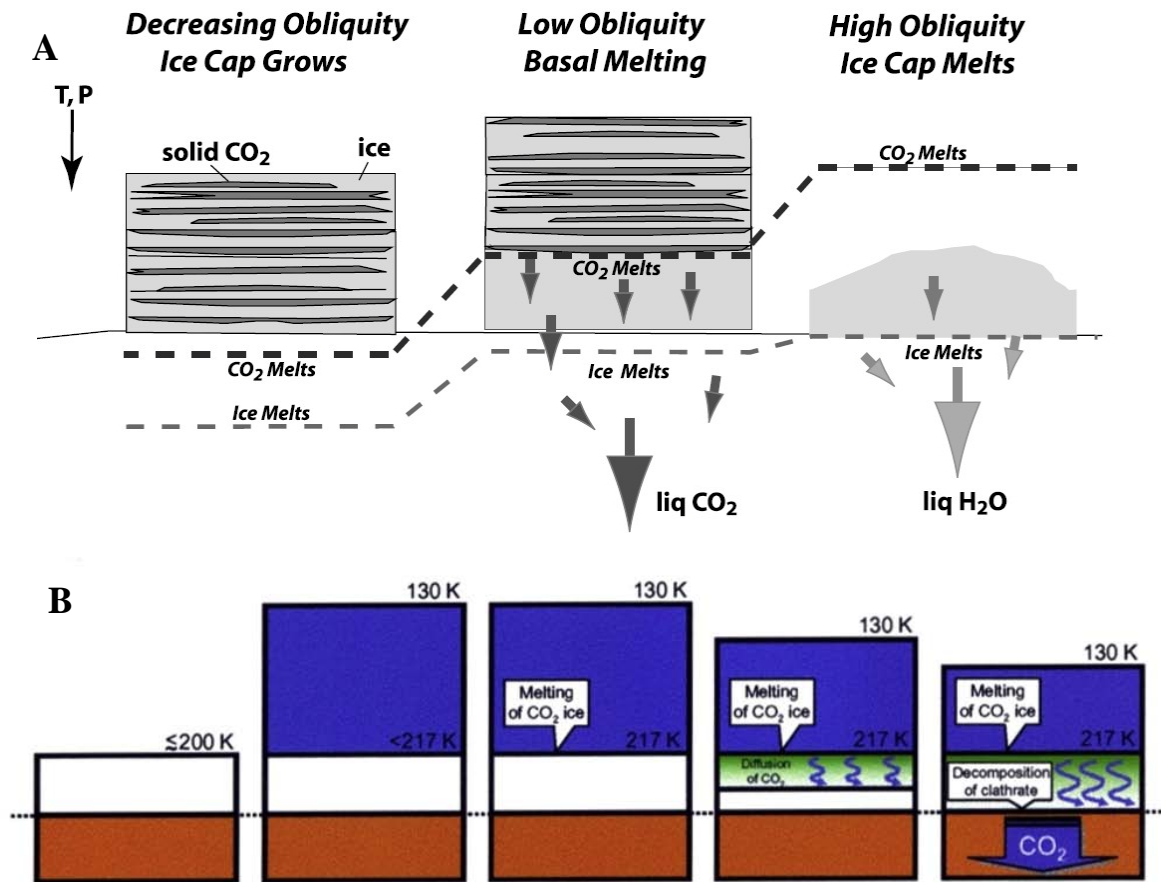 A
Decreasing Obliquity
Ice Cap Grows
Low Obliquity
Basal Melting
High Obliquity
Ice Cap Melts
T, P
solid CO₂
ice
CO₂ Melts
Ice Melts
CO₂ Melts
Ice Melts
liq CO₂
CO₂ Melts
Ice Melts
liq H₂O
B
≲200 K
130 K
<217 K
130 K
Melting
of CO₂ ice
217 K
130 K
Melting
of CO₂ ice
217 K
Diffusion
of CO₂
130 K
Melting
of CO₂ ice
217 K
Decomposition
of clathrate
CO₂